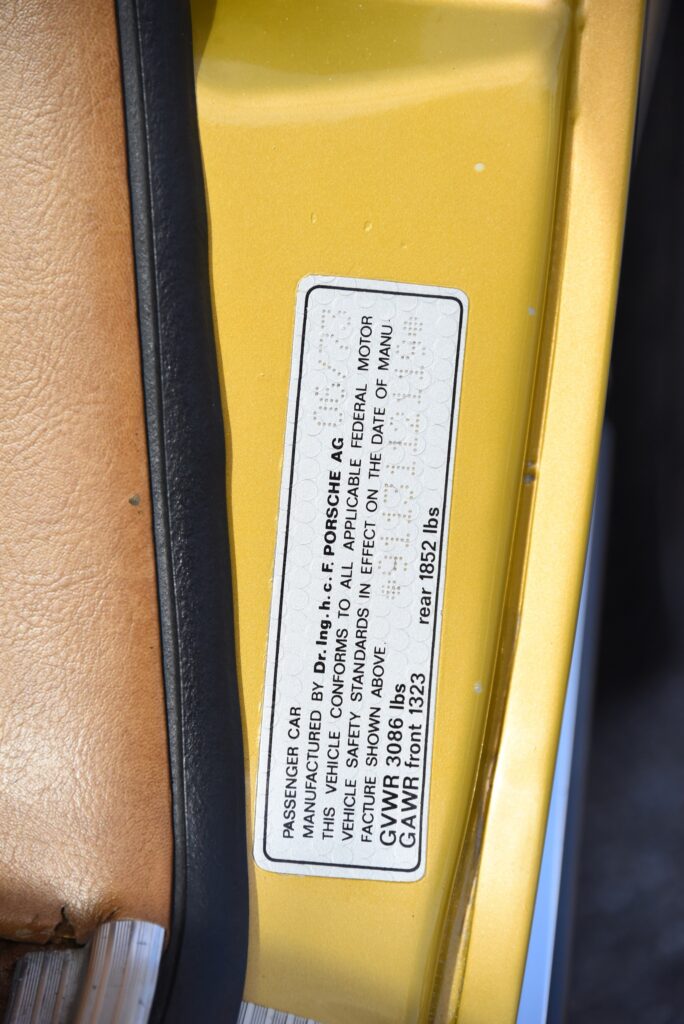 PASSENGER CAR
MANUFACTURED BY Dr. Ing. h. c. F. PORSCHE AG
THIS VEHICLE CONFORMS TO ALL APPLICABLE FEDERAL MOTOR
VEHICLE SAFETY STANDARDS IN EFFECT ON THE DATE OF MANU-
FACTURE SHOWN ABOVE.
GVWR 3086 lbs
GAWR front 1323 rear 1852 lbs